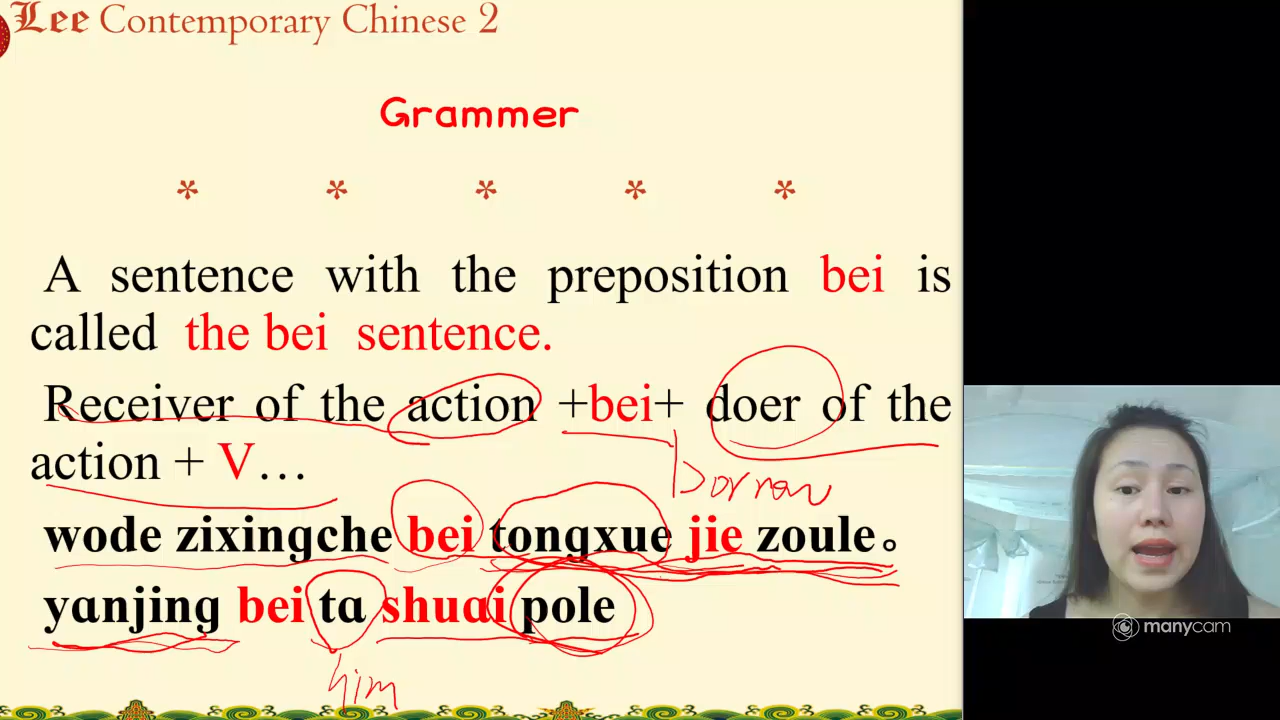 Lee Contemporary Chinese 2
Grammer
* * * * *
A sentence with the preposition bei is
called the bei sentence.
Receiver of the action +bei+ doer of the
action + V...
borrow
wode zixingche bei tongxue jie zoule。
yanjing bei ta shuai pole
him
manycam